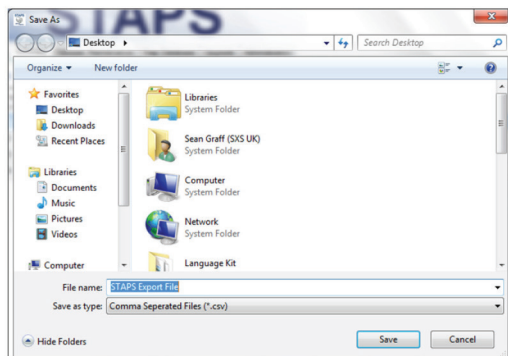 STAPS
Save As
Desktop
Search Desktop
Organize
New folder
Favorites
Desktop
Downloads
Recent Places
Libraries
Documents
Music
Pictures
Videos
Computer
Libraries
System Folder
Sean Graff (SXS UK)
System Folder
Computer
System Folder
Network
System Folder
Language Kit
File name: STAPS Export File
Save as type: Comma Seperated Files (*.csv)
Hide Folders
Save
Cancel